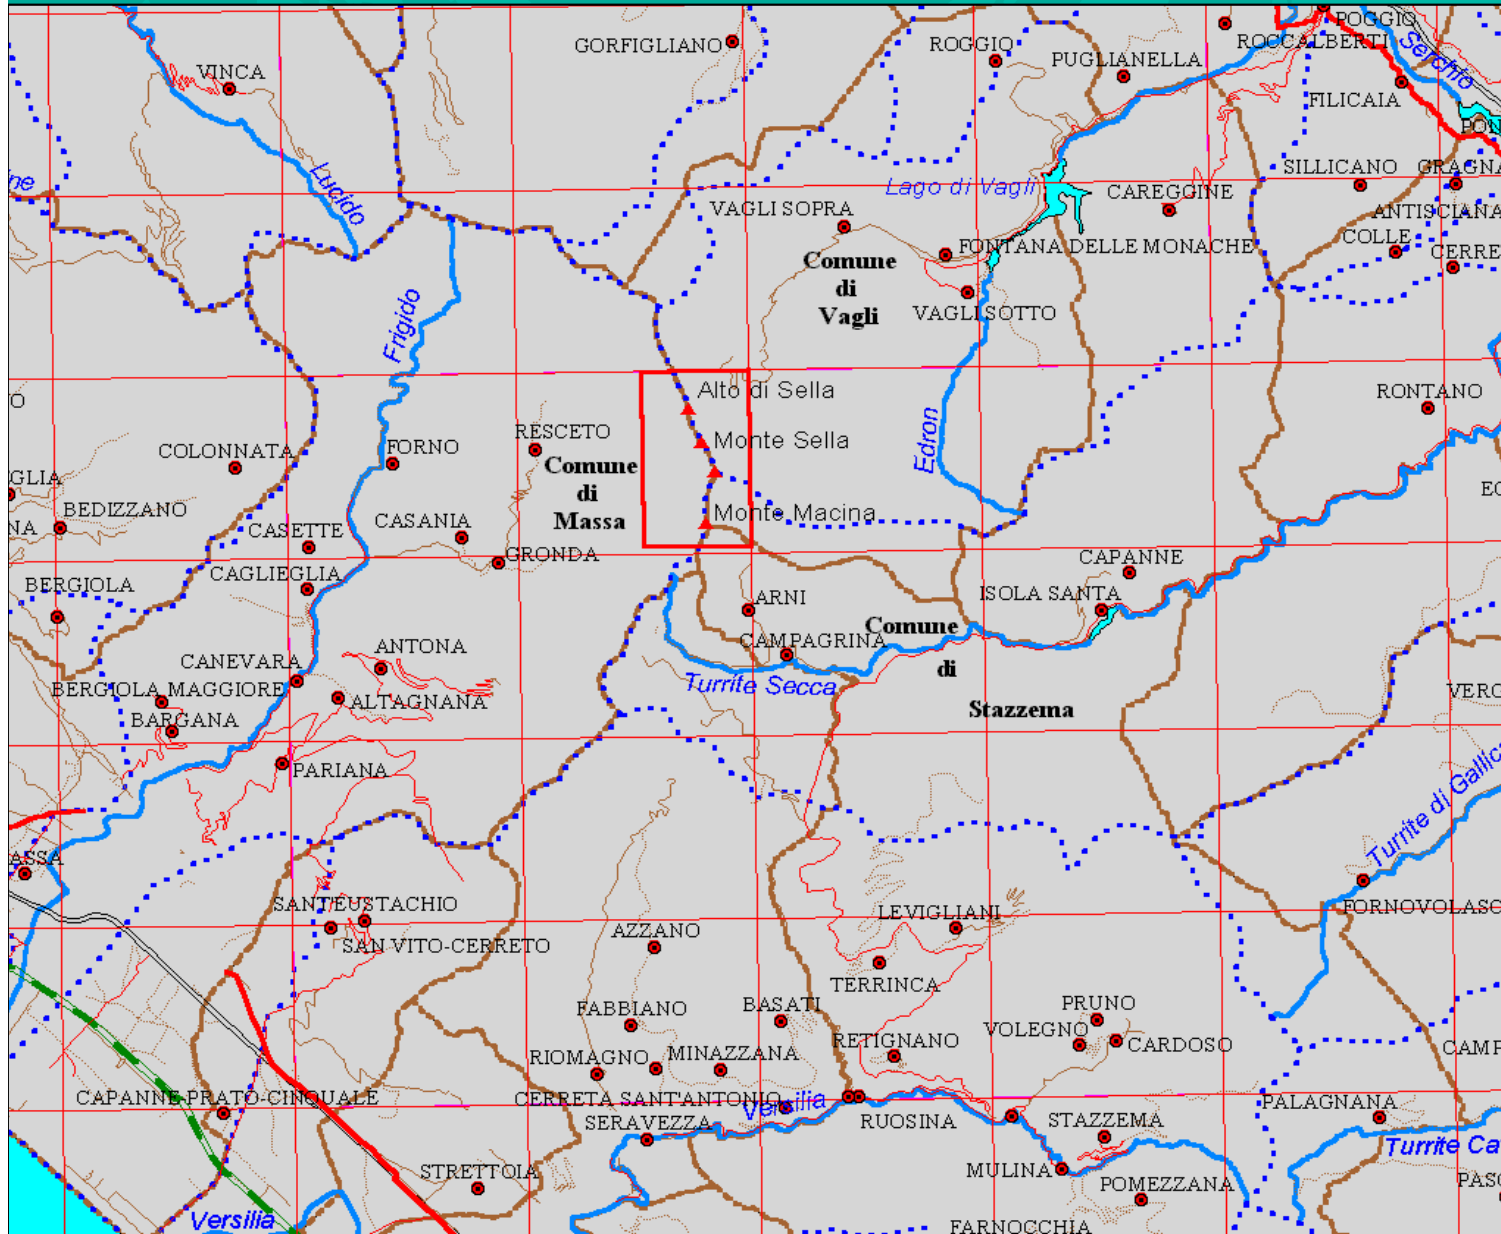 POGGIO
GORFIGLIANO
ROGGIO
ROCCALBERTI
Serchio
VINCA
PUGLIANELLA
FILICAIA
Lucido
SILLICANO
Lago di Vagli
CAREGGINE
VAGLI SOPRA
COLLE
FONTANA DELLE MONACHE
Comune
di
Vagli
VAGLI SOTTO
Frigido
Alto di Sella
RONTANO
Edron
RESCETO
Monte Sella
COLONNATA
FORNO
Comune
di
Massa
BEDIZZANO
CASETTE
CASANIA
Monte Macina
GRONDA
CAPANNE
CAGLIEGLIA
BERGIOLA
ISOLA SANTA
ARNI
Comune
di
Stazzema
CAMPAGRINA
ANTONA
CANEVARA
BERGIOLA MAGGIORE
Turrite Secca
ALTAGNANA
BARGANA
PARIANA
Turrite di Gallic
ASSA
SANT'EUSTACHIO
LEVIGLIANI
FORNOVOLASC
AZZANO
SAN VITO-CERRETO
TERRINCA
FABBIANO
BASATI
PRUNO
VOLEGNO
RETIGNANO
CARDOSO
RIOMAGNO
MINAZZANA
CAPANNE-PRATO-CINQUALE
CERRETA SANT'ANTONIO
Versilia
PALAGNANA
SERAVEZZA
RUOSINA
STAZZEMA
Turrite Ca
STRETTOIA
MULINA
POMEZZANA
Versilia
FARNOCCHIA